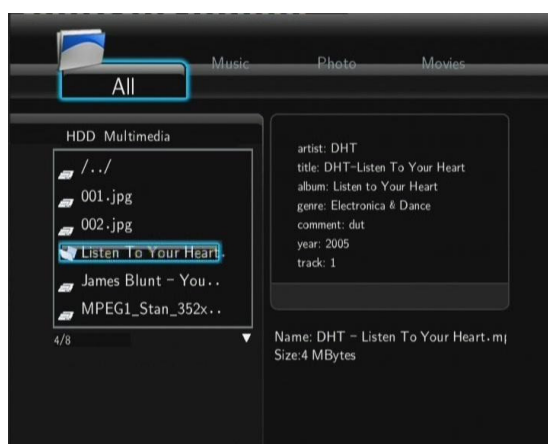 Music Photo Movies
All
HDD Multimedia
/../
001.jpg
002.jpg
Listen To Your Heart.
James Blunt - You..
MPEG1_Stan_352x..
4/8
artist: DHT
title: DHT-Listen To Your Heart
album: Listen to Your Heart
genre: Electronica & Dance
comment: dut
year: 2005
track: 1
Name: DHT - Listen To Your Heart.mp
Size:4 MBytes